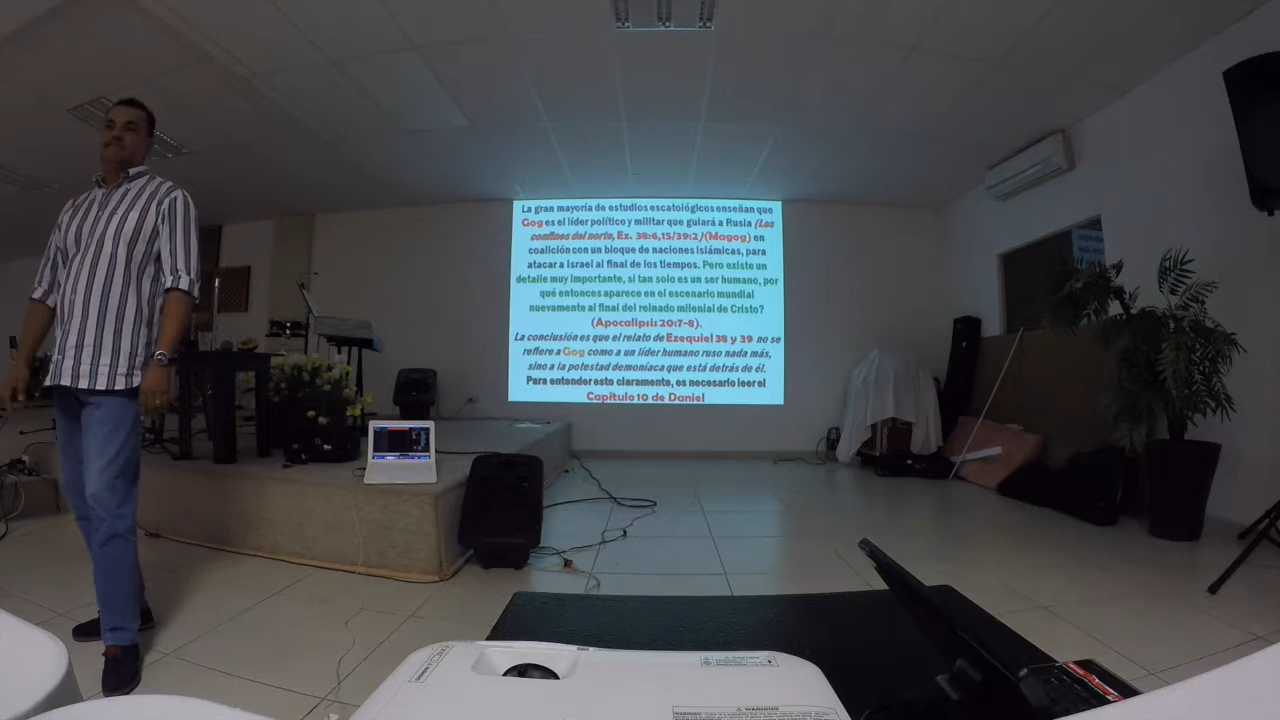 La gran mayoría de estudios escatológicos enseñan que
Gog es el líder político y militar que guiará a Rusia (Los
confines del norte, Ez. 38:6,15/39:2)(Magog) en
coalición con un bloque de naciones islámicas, para
atacar a Israel al final de los tiempos. Pero existe un
detalle muy importante, si tan solo es un ser humano, por
qué entonces aparece en el escenario mundial
nuevamente al final del reinado milenial de Cristo?
(Apocalipsis 20:7-8).
La conclusión es que el relato de Ezequiel 38 y 39 no se
refiere a Gog como a un líder humano ruso nada más,
sino a la potestad demoníaca que está detrás de él.
Para entender esto claramente, es necesario leer el
Capítulo 10 de Daniel
WARNING